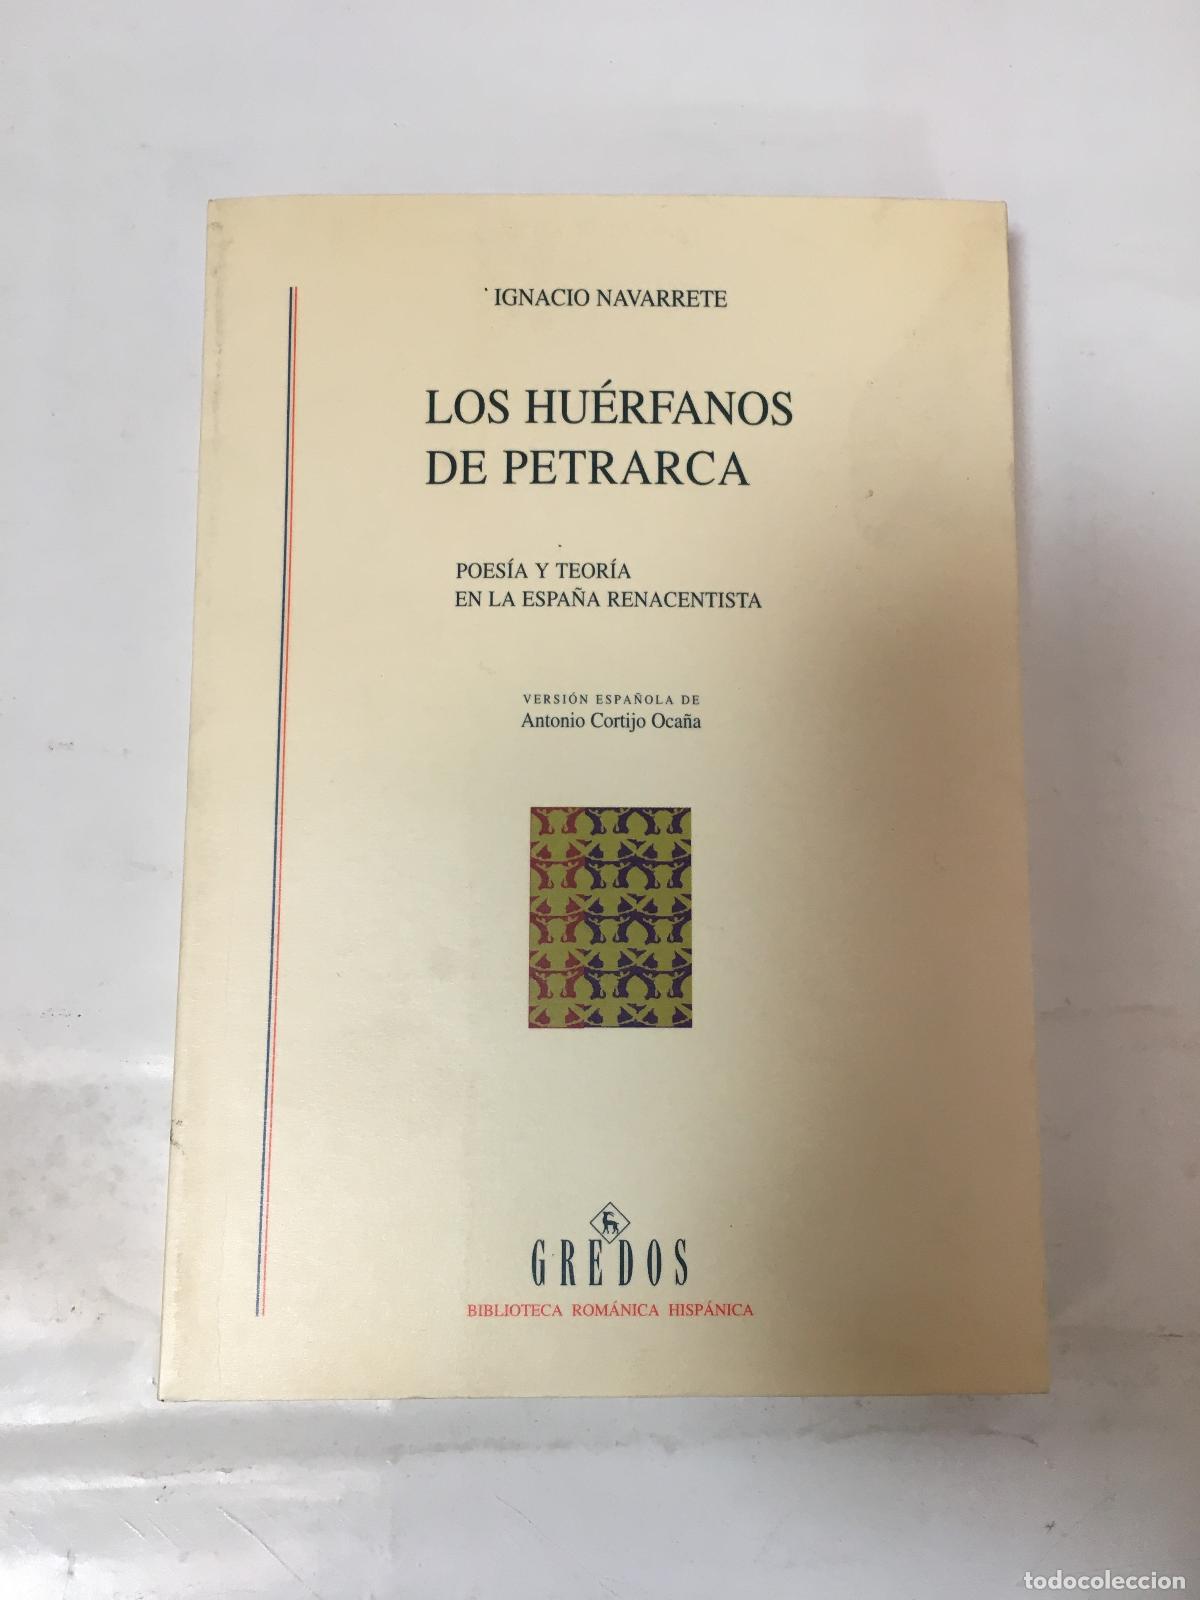 IGNACIO NAVARRETE
LOS HUÉRFANOS
DE PETRARCA
POESÍA Y TEORÍA
EN LA ESPAÑA RENACENTISTA
VERSIÓN ESPAÑOLA DE
Antonio Cortijo Ocaña
GREDOS
BIBLIOTECA ROMÁNICA HISPÁNICA
todocoleccion